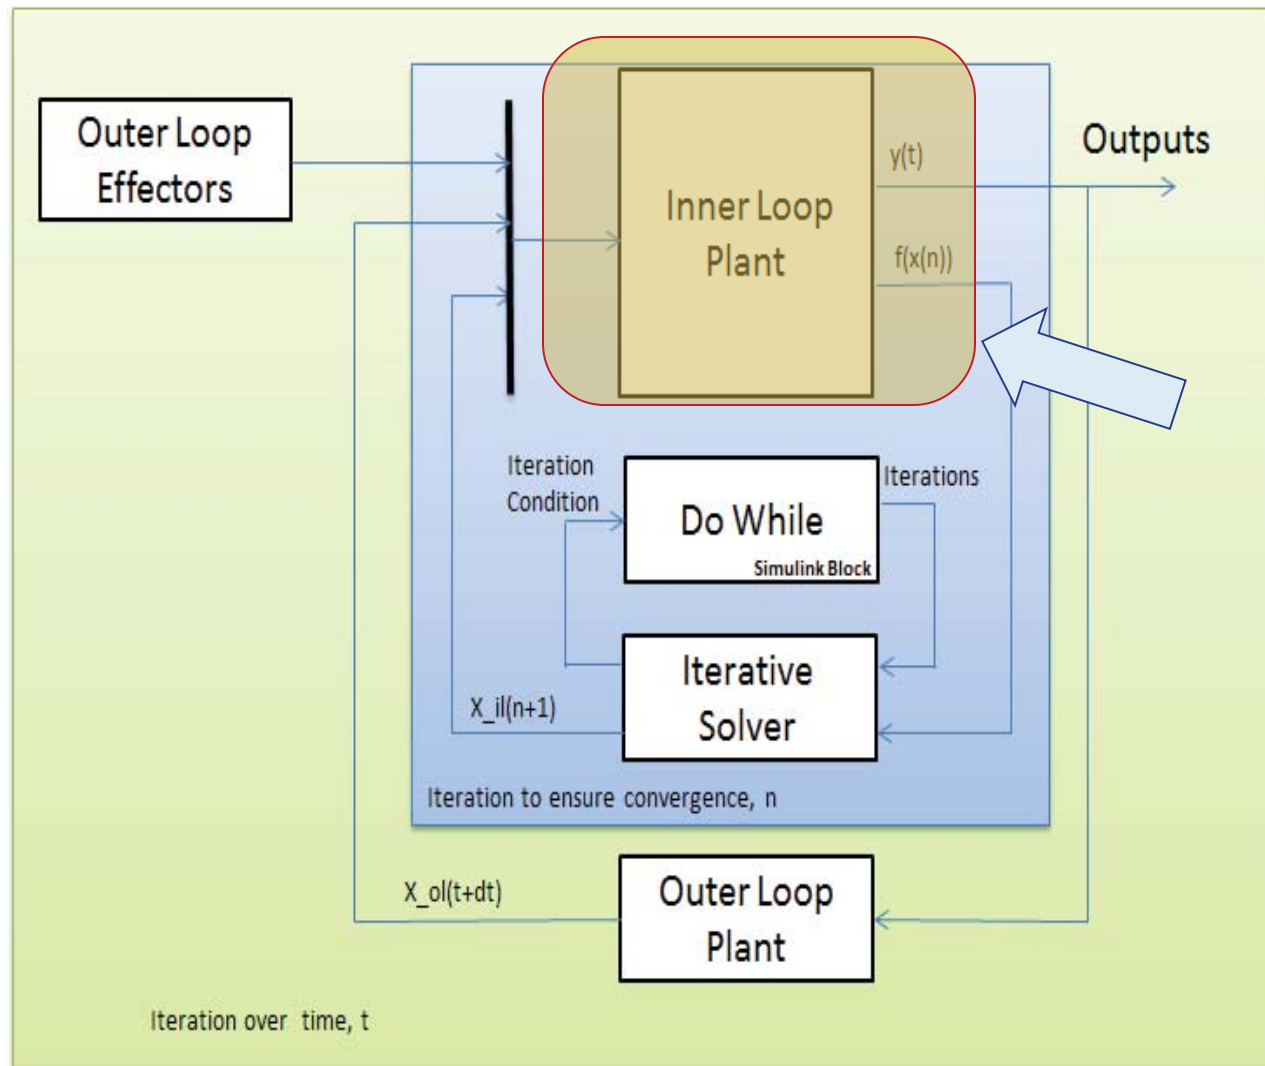 Outer Loop
Effectors
Outputs
y(t)
Inner Loop
Plant
f(x(n))
Iteration
Condition
Iterations
Do While
Simulink Block
Iterative
Solver
X_il(n+1)
Iteration to ensure convergence, n
X_ol(t+dt)
Outer Loop
Plant
Iteration over time, t